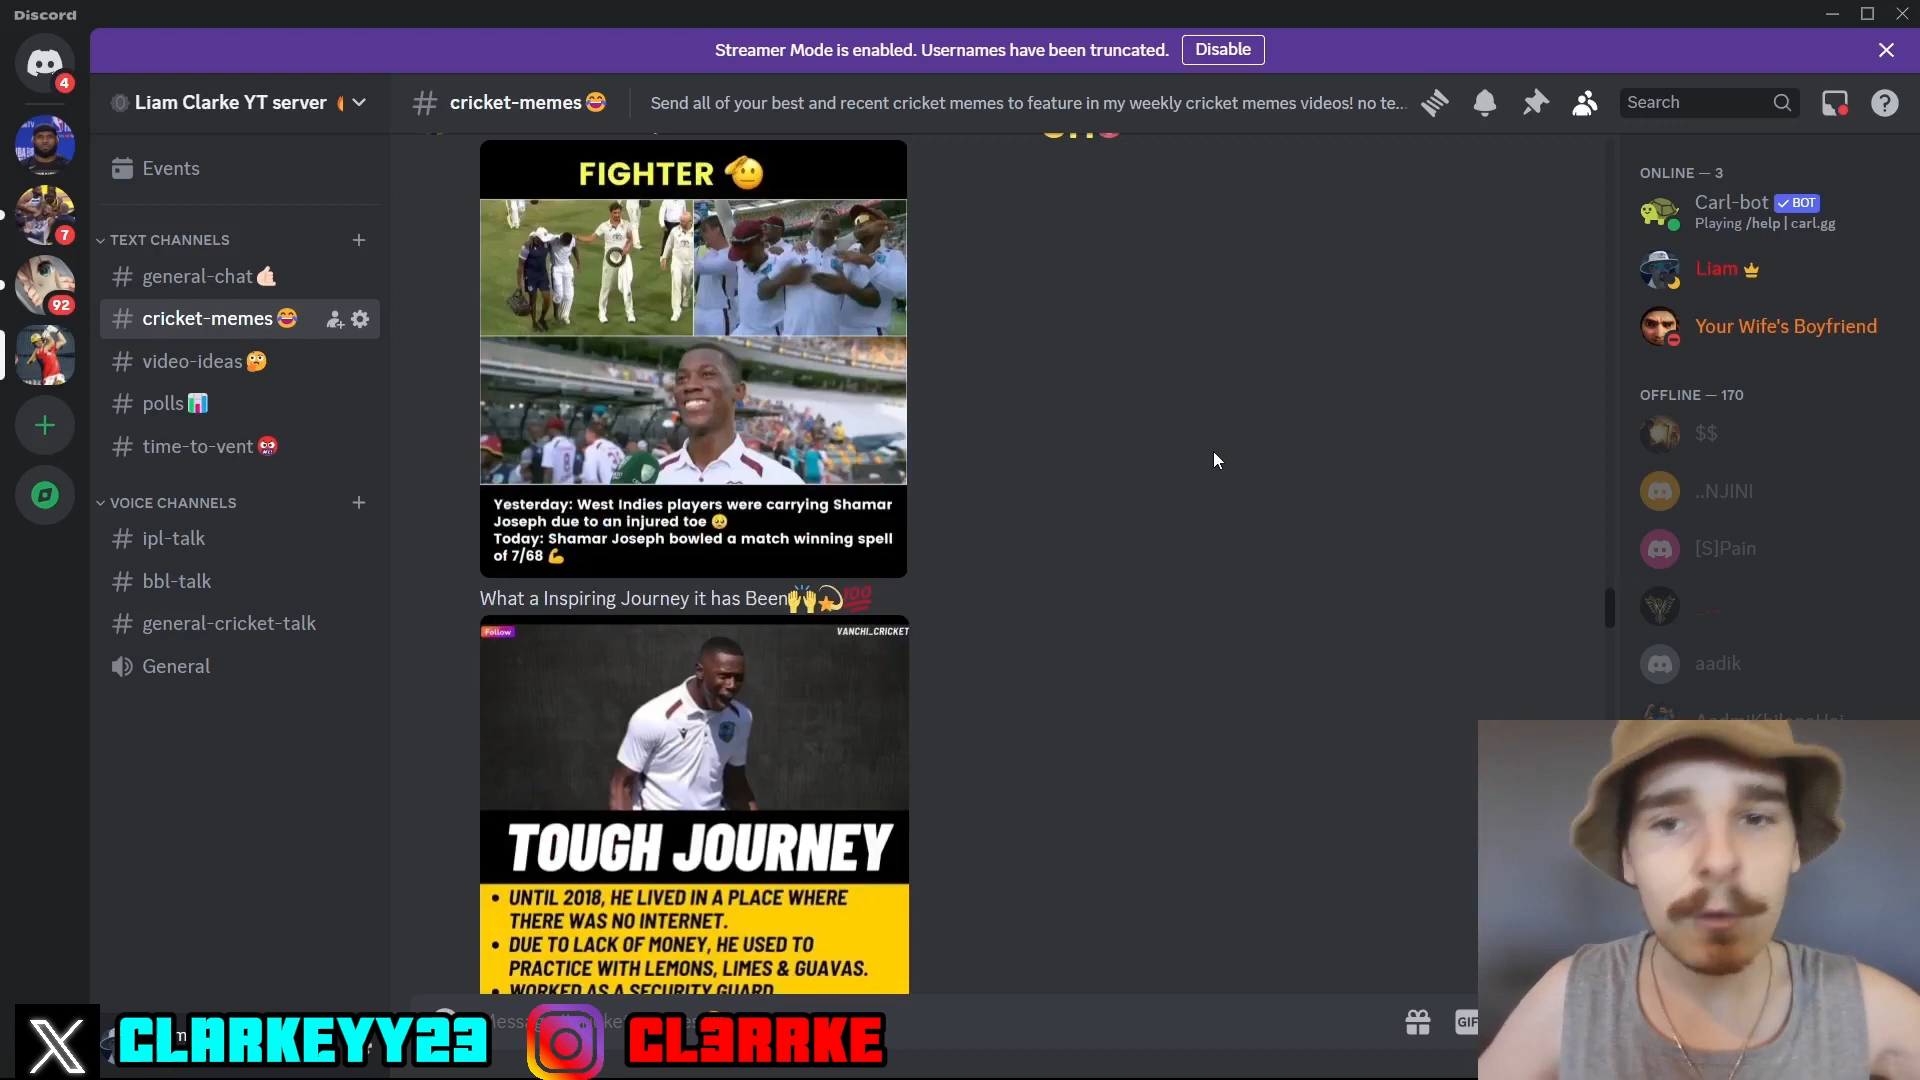 Discord
Streamer Mode is enabled. Usernames have been truncated.
Disable
4
7
92
Liam Clarke YT server
Events
TEXT CHANNELS
general-chat🤙🏻
cricket-memes😂
video-ideas🤔
polls📊
time-to-vent🤬
VOICE CHANNELS
ipl-talk
bbl-talk
general-cricket-talk
General
cricket-memes😂
Send all of your best and recent cricket memes to feature in my weekly cricket memes videos! no te...
Search
FIGHTER 🫡
Yesterday: West Indies players were carrying Shamar
Joseph due to an injured toe 🥺
Today: Shamar Joseph bowled a match winning spell
of 7/68 💪
What a Inspiring Journey it has Been🙌💫💯
Follow
VANCHI_CRICKET
TOUGH JOURNEY
• UNTIL 2018, HE LIVED IN A PLACE WHERE
THERE WAS NO INTERNET.
• DUE TO LACK OF MONEY, HE USED TO
PRACTICE WITH LEMONS, LIMES & GUAVAS.
• WORKED AS A SECURITY GUARD
GIF
CLARKEYY23
CL3RRKE
ONLINE — 3
Carl-bot
BOT
Playing /help | carl.gg
Liam
Your Wife's Boyfriend
OFFLINE — 170
$$
..NJINI
[S]Pain
_.--
aadik